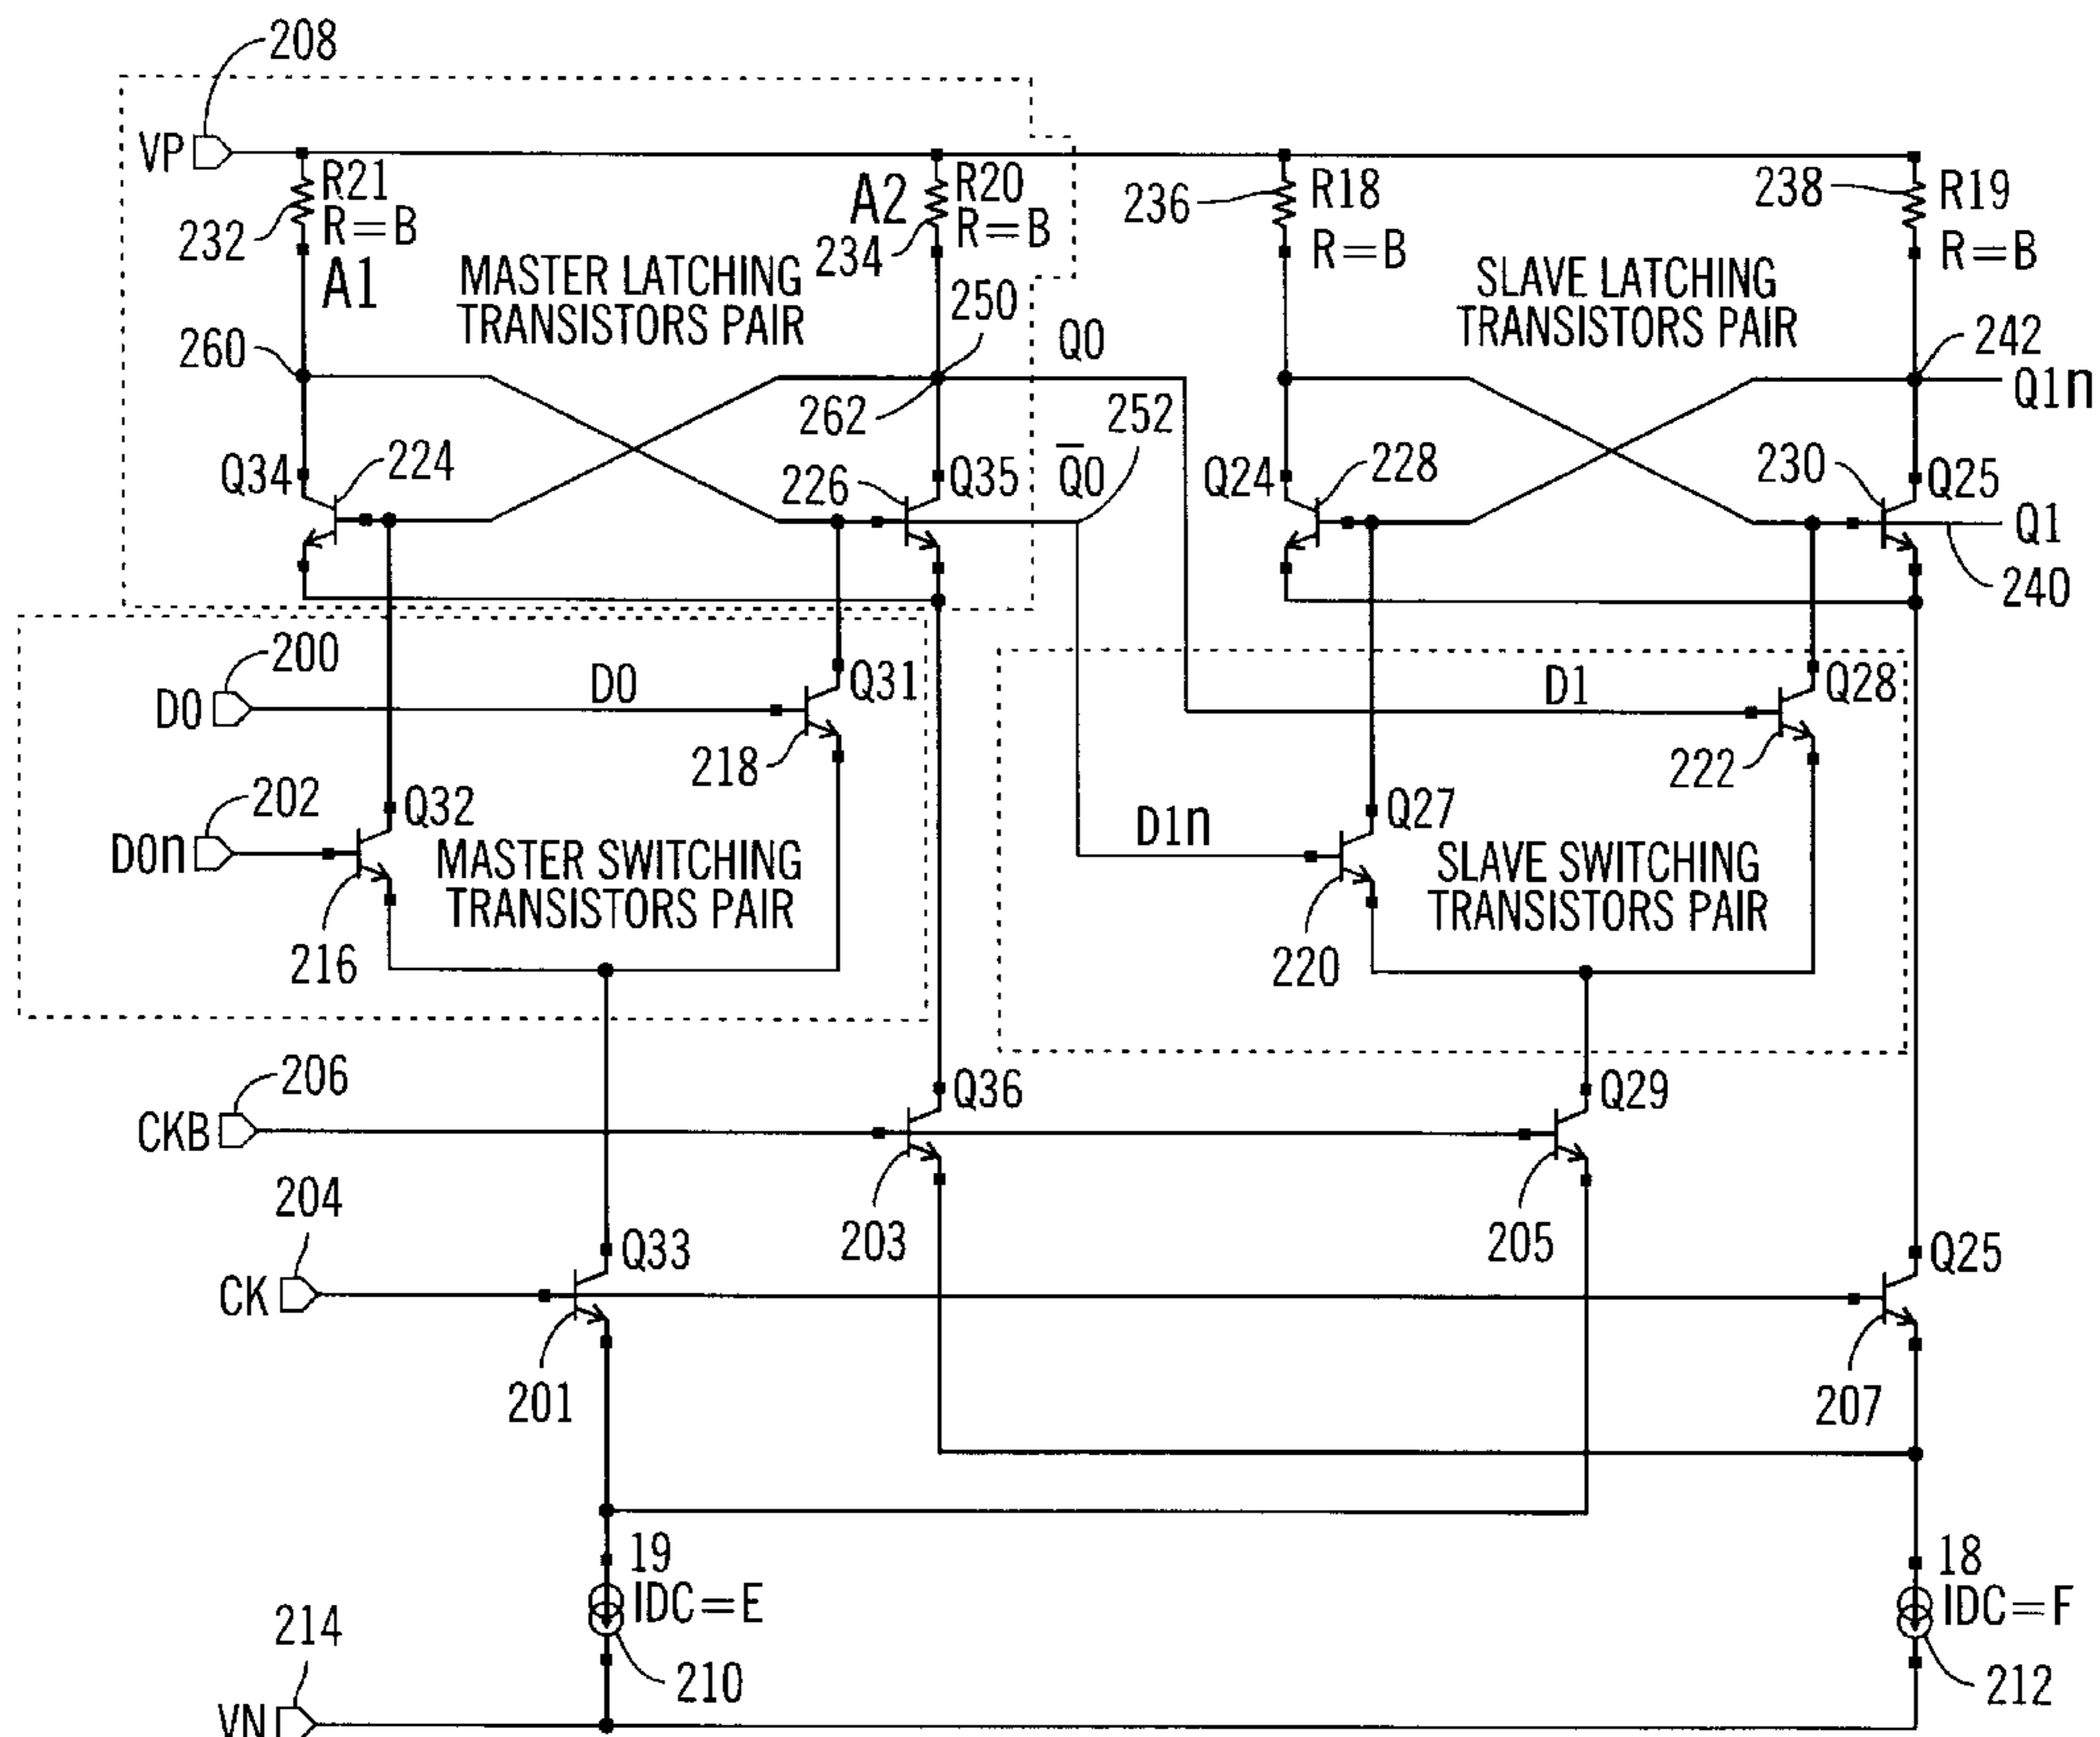 208
VP
R21
R=B
232
A1
A2
R20
R=B
234
236
R18
R=B
238
R19
R=B
MASTER LATCHING
TRANSISTORS PAIR
SLAVE LATCHING
TRANSISTORS PAIR
250
260
Q0
242
Q1n
262
252
Q34
224
226
Q35
Q̅0
Q24
228
230
Q25
Q1
240
200
D0
D0
Q31
218
D1
Q28
222
202
D0n
Q32
216
MASTER SWITCHING
TRANSISTORS PAIR
D1n
Q27
220
SLAVE SWITCHING
TRANSISTORS PAIR
206
CKB
Q36
203
Q29
205
204
CK
Q33
201
Q25
207
19
IDC=E
210
18
IDC=F
212
214
VN